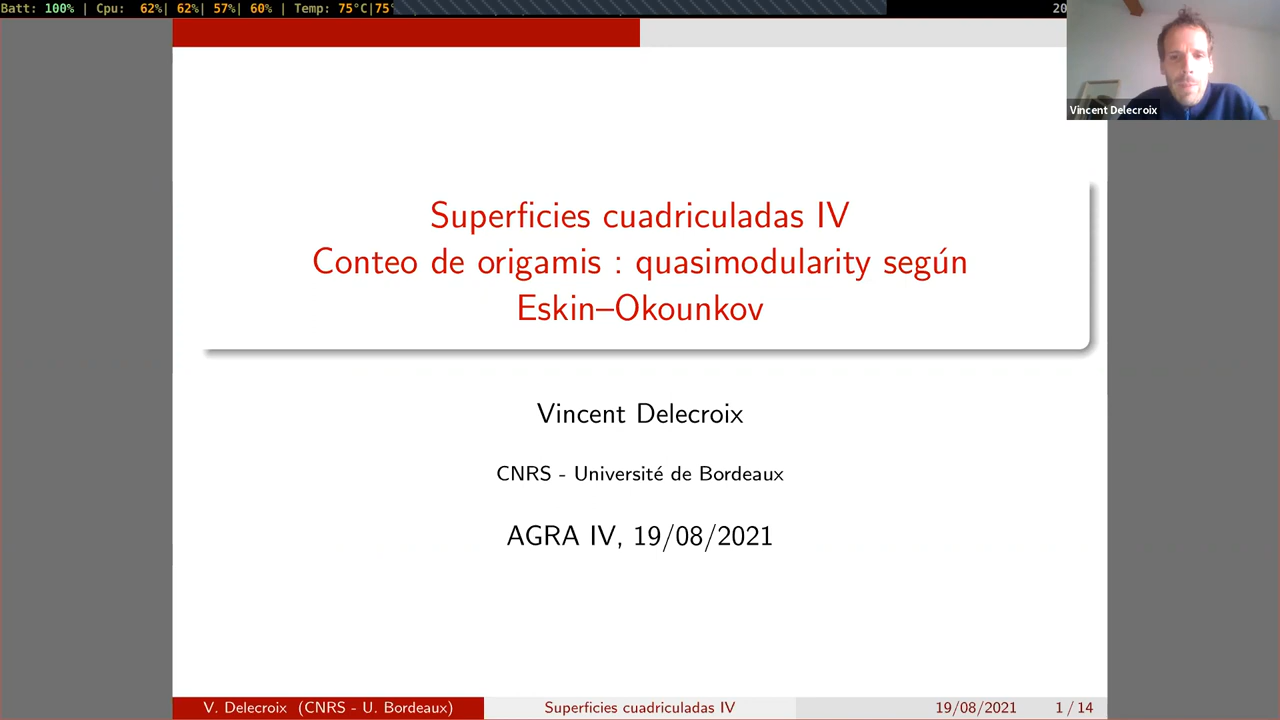 Batt: 100% | Cpu: 62%| 62%| 57%| 60% | Temp: 75°C|75°
20
Vincent Delecroix
Superficies cuadriculadas IV
Conteo de origamis : quasimodularity según
Eskin–Okounkov
Vincent Delecroix
CNRS - Université de Bordeaux
AGRA IV, 19/08/2021
V. Delecroix (CNRS - U. Bordeaux)
Superficies cuadriculadas IV
19/08/2021
1 / 14